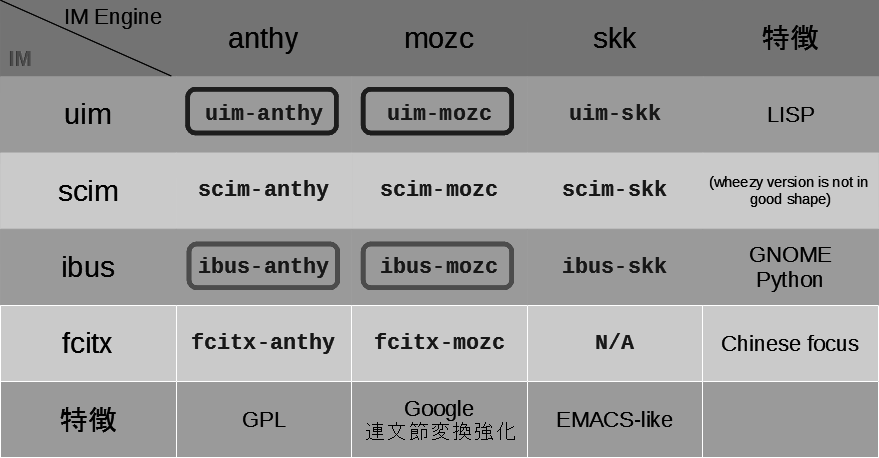 IM Engine
IM
anthy mozc skk 特徴
uim uim-anthy uim-mozc uim-skk LISP
scim scim-anthy scim-mozc scim-skk (wheezy version is not in
good shape)
ibus ibus-anthy ibus-mozc ibus-skk GNOME
Python
fcitx fcitx-anthy fcitx-mozc N/A Chinese focus
特徴 GPL Google EMACS-like
連文節変換強化